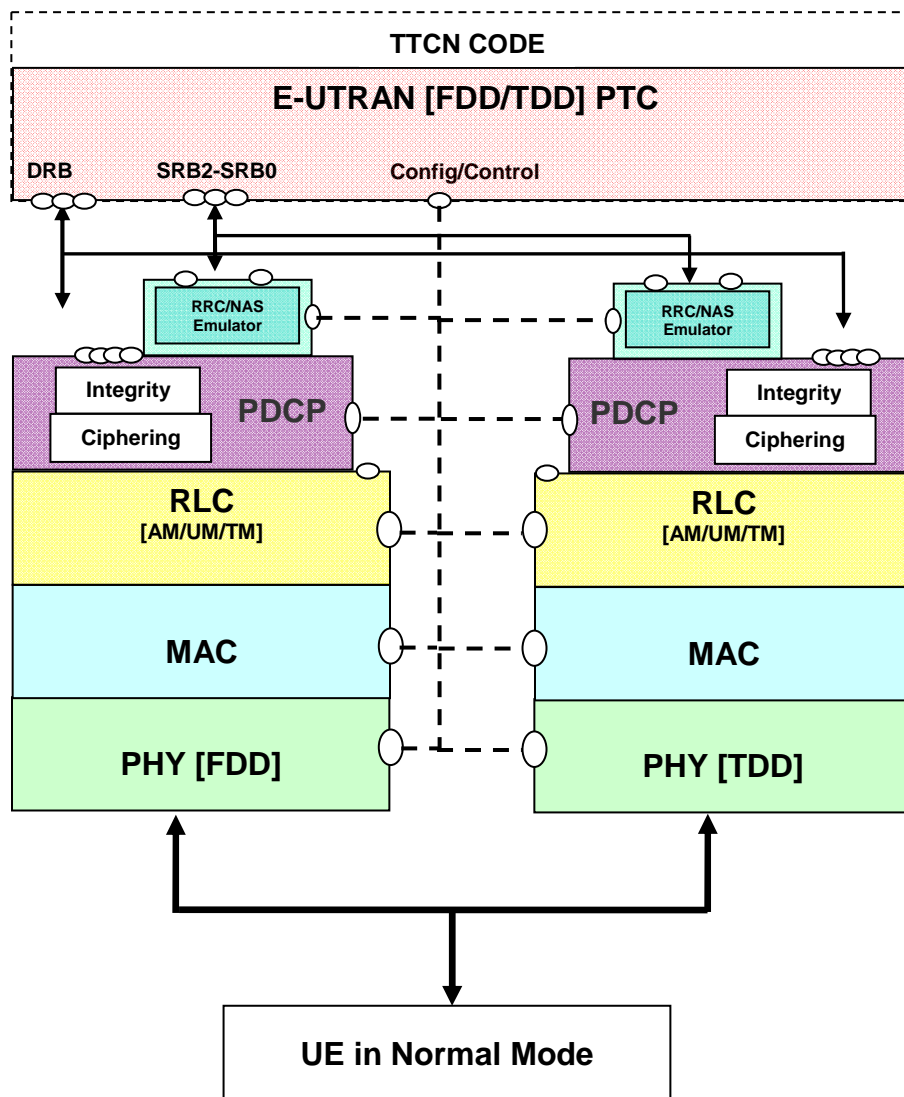 TTCN CODE
E-UTRAN [FDD/TDD] PTC
DRB
SRB2-SRB0
Config/Control
RRC/NAS
Emulator
RRC/NAS
Emulator
Integrity
Ciphering
PDCP
PDCP
Integrity
Ciphering
RLC
[AM/UM/TM]
RLC
[AM/UM/TM]
MAC
MAC
PHY [FDD]
PHY [TDD]
UE in Normal Mode